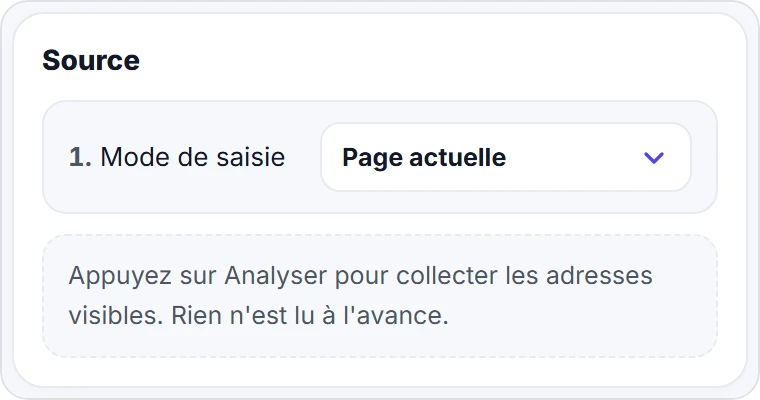 Source
1. Mode de saisie
Page actuelle
Appuyez sur Analyser pour collecter les adresses
visibles. Rien n'est lu à l'avance.